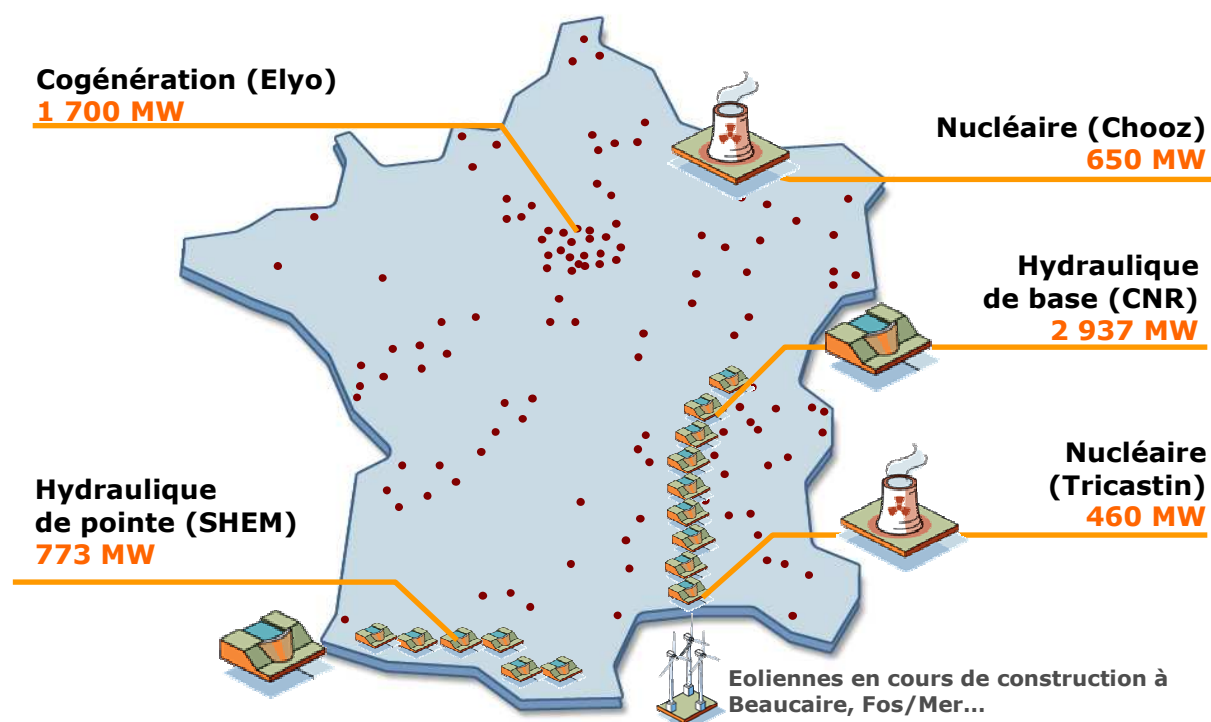 Cogénération (Elyo)
1 700 MW
Nucléaire (Chooz)
650 MW
Hydraulique
de base (CNR)
2 937 MW
Nucléaire
(Tricastin)
460 MW
Hydraulique
de pointe (SHEM)
773 MW
Eoliennes en cours de construction à
Beaucaire, Fos/Mer...